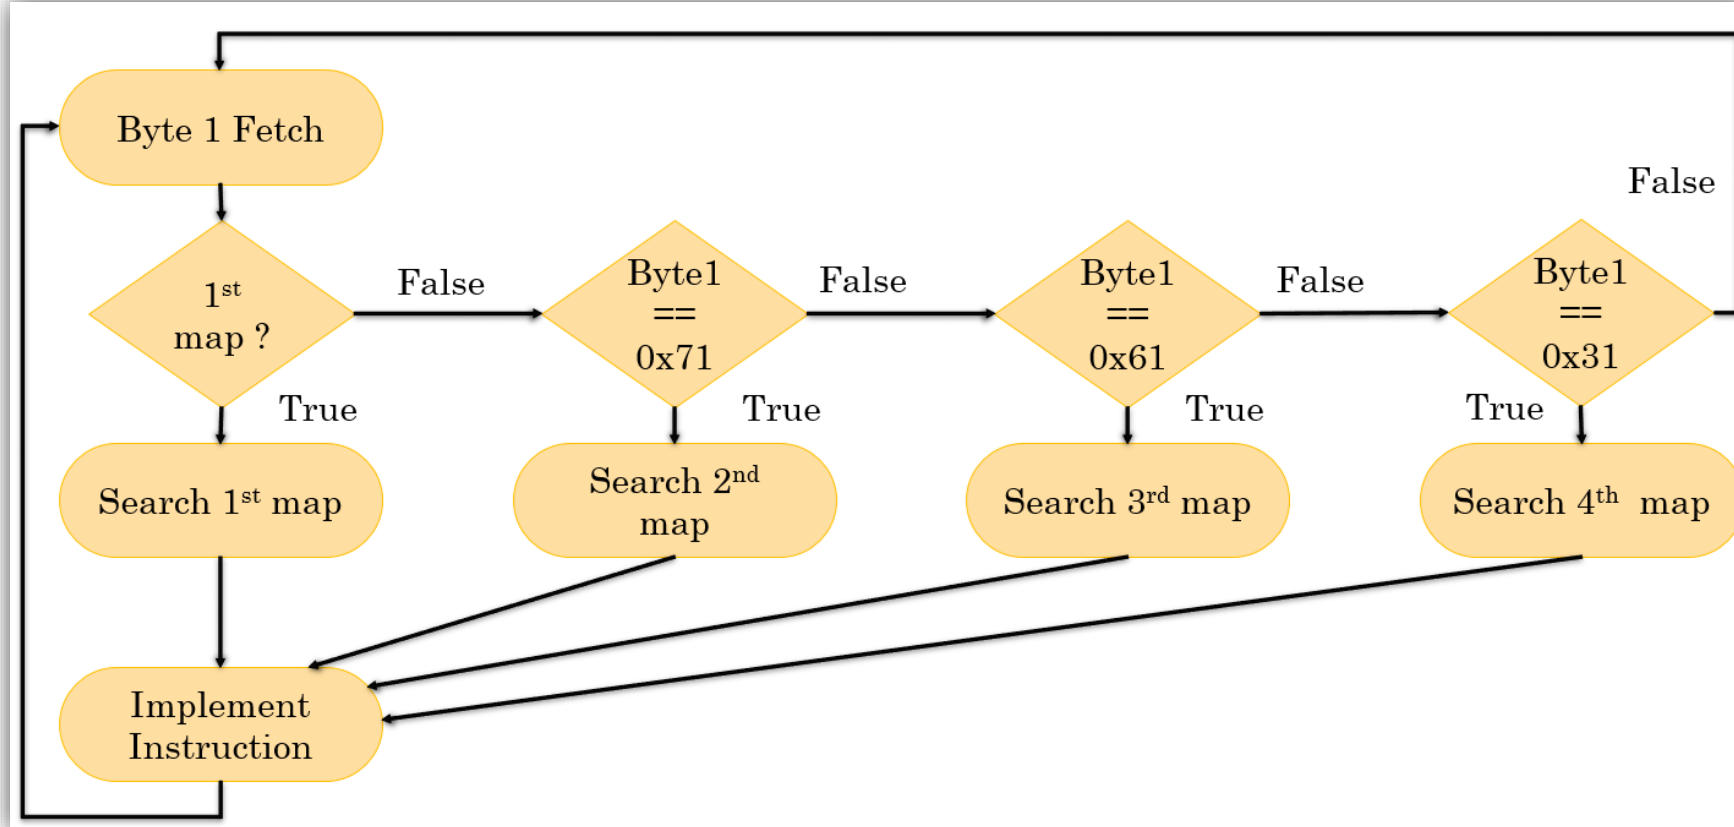 Byte 1 Fetch
False
1st
map ?
False
Byte1
==
0x71
False
Byte1
==
0x61
False
Byte1
==
0x31
True
True
True
True
Search 1st map
Search 2nd
map
Search 3rd map
Search 4th map
Implement
Instruction